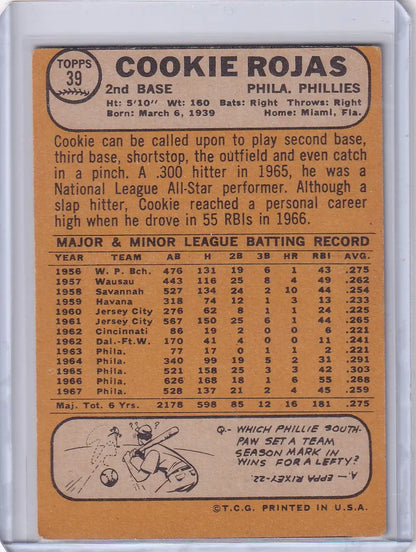 TOPPS
39
COOKIE ROJAS
2nd BASE PHILA. PHILLIES
Ht: 5'10" Wt: 160 Bats: Right Throws: Right
Born: March 6, 1939 Home: Miami, Fla.
Cookie can be called upon to play second base,
third base, shortstop, the outfield and even catch
in a pinch. A .300 hitter in 1965, he was a
National League All-Star performer. Although a
slap hitter, Cookie reached a personal career
high when he drove in 55 RBIs in 1966.
MAJOR & MINOR LEAGUE BATTING RECORD
YEAR TEAM AB H 2B 3B HR RBI AVG.
1956 W. P. Bch. 476 131 19 6 1 43 .275
1957 Wausau 443 116 25 8 4 49 .262
1958 Savannah 527 134 24 2 10 44 .254
1959 Havana 318 74 12 1 3 13 .233
1960 Jersey City 276 62 8 1 1 24 .225
1961 Jersey City 567 150 25 6 1 44 .265
1962 Cincinnati 86 19 2 0 0 6 .221
1962 Dal.-Ft.W. 170 41 4 0 0 11 .241
1963 Phila. 77 17 0 1 1 2 .221
1964 Phila. 340 99 19 5 2 31 .291
1965 Phila. 521 158 25 3 3 42 .303
1966 Phila. 626 168 18 1 6 55 .268
1967 Phila. 528 137 21 2 4 45 .259
Maj. Tot. 6 Yrs. 2178 598 85 12 16 181 .275
Q- WHICH PHILLIE SOUTH-
PAW SET A TEAM
SEASON MARK IN
WINS FOR A LEFTY?
A- EPPA RIXEY-22.
©T.C.G. PRINTED IN U.S.A.